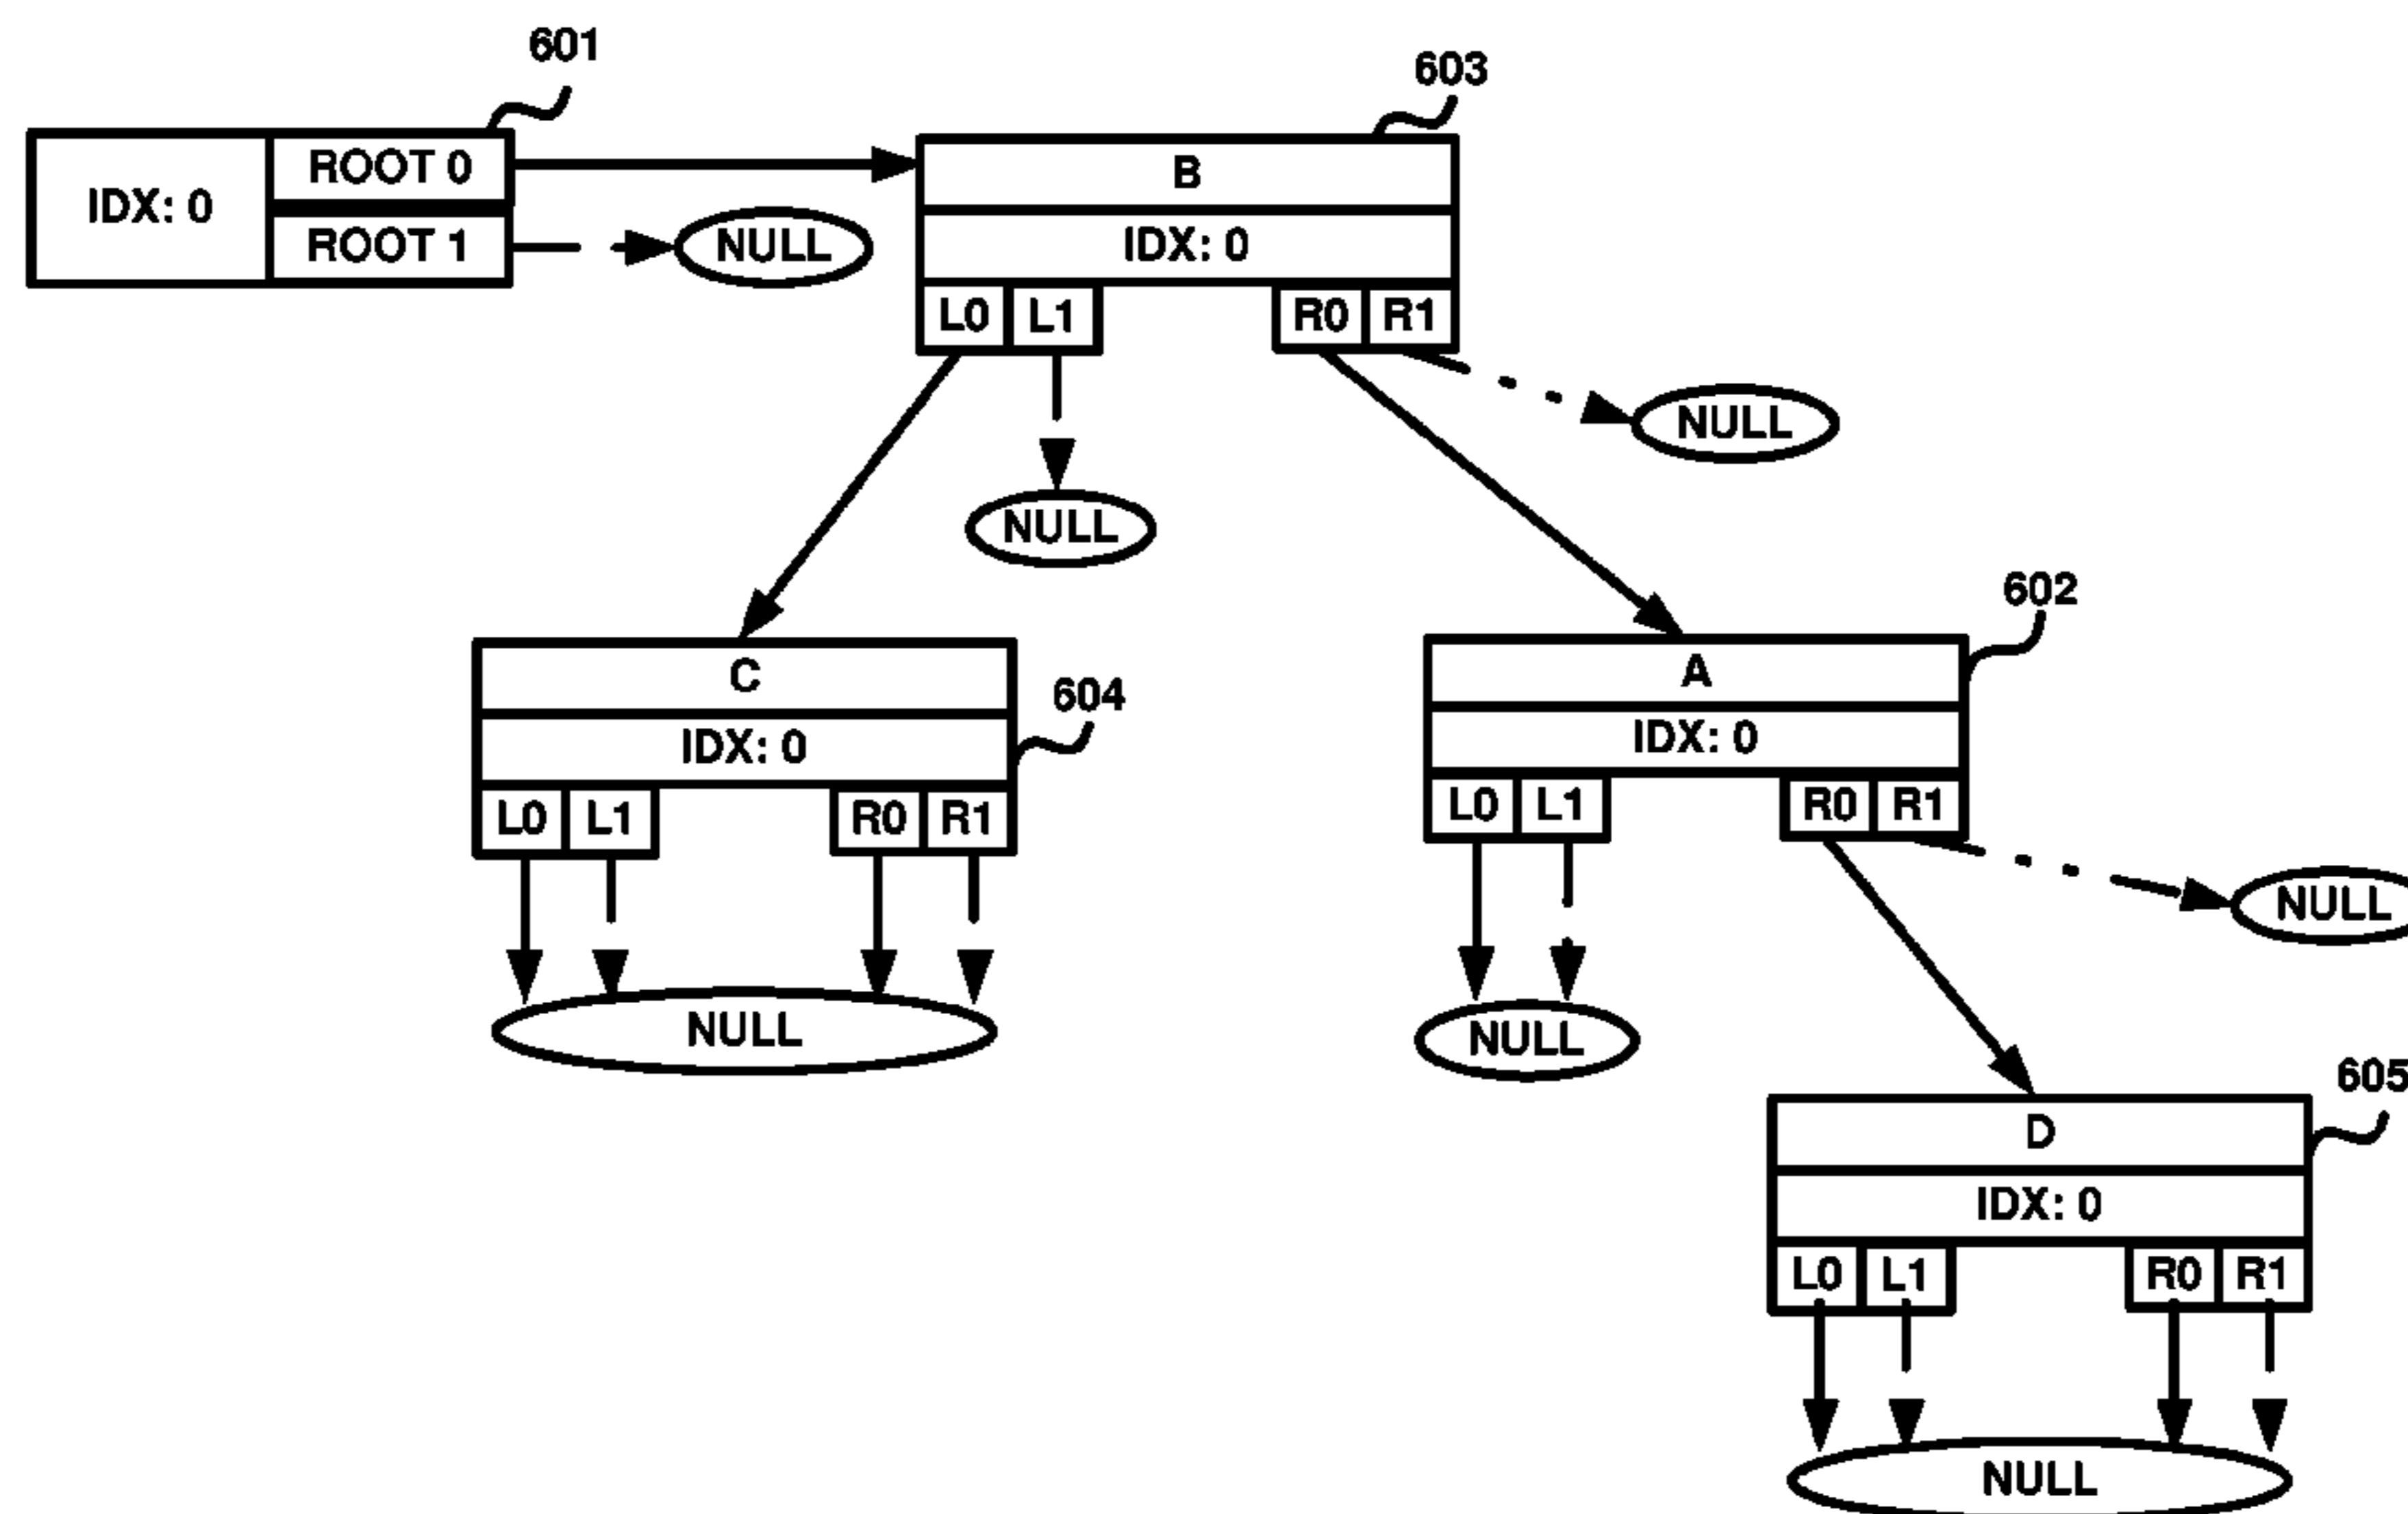 601
603
ROOT 0
IDX: 0
ROOT 1
NULL
B
IDX: 0
L0 L1 R0 R1
NULL
NULL
602
604
C
IDX: 0
L0 L1 R0 R1
NULL
A
IDX: 0
L0 L1 R0 R1
NULL
NULL
605
D
IDX: 0
L0 L1 R0 R1
NULL